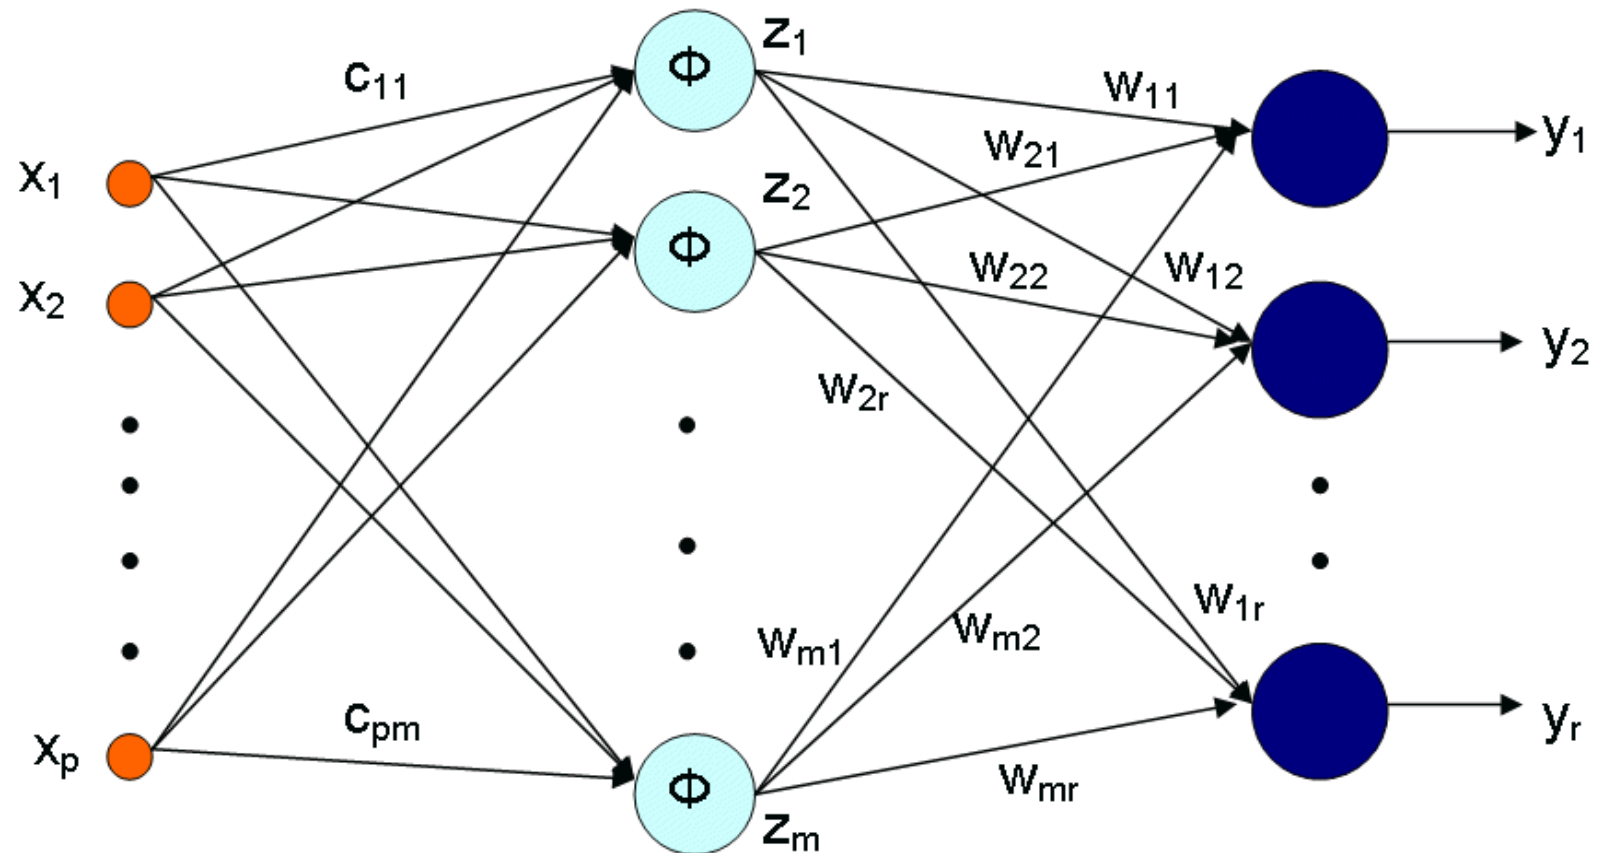 z₁
c₁₁
Φ
w₁₁
y₁
w₂₁
x₁
z₂
Φ
w₂₂
w₁₂
x₂
y₂
w₂ᵣ
w₁ᵣ
wₘ₁
wₘ₂
cₚₘ
yᵣ
xₚ
Φ
wₘᵣ
zₘ